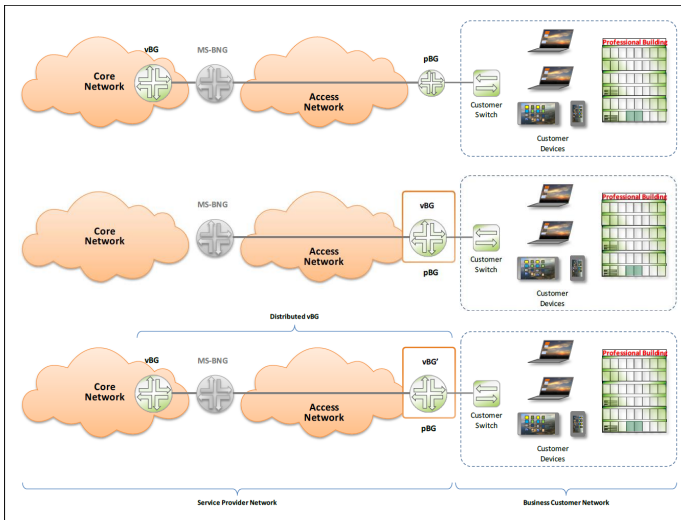 vBG
MS-BNG
pBG
Core
Network
Access
Network
Customer
Switch
Customer
Devices
Professional Building
MS-BNG
vBG
Core
Network
Access
Network
pBG
Customer
Switch
Customer
Devices
Professional Building
Distributed vBG
vBG
MS-BNG
vBG'
Core
Network
Access
Network
pBG
Customer
Switch
Customer
Devices
Professional Building
Service Provider Network
Business Customer Network